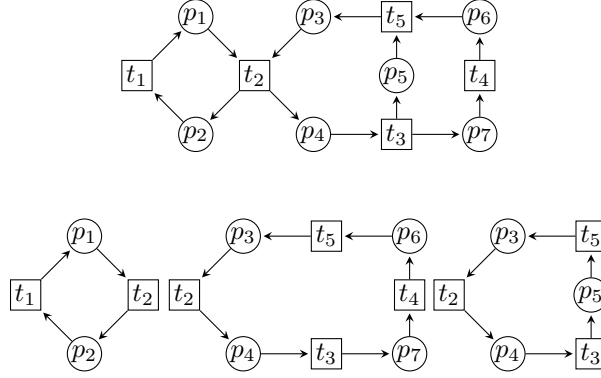 p1 p3 t5 p6
t1 t2 p5 t4
p2 p4 t3 p7
p1 p3 t5 p6 p3 t5
t1 t2 t2 t4 t2 p5
p2 p4 t3 p7 p4 t3